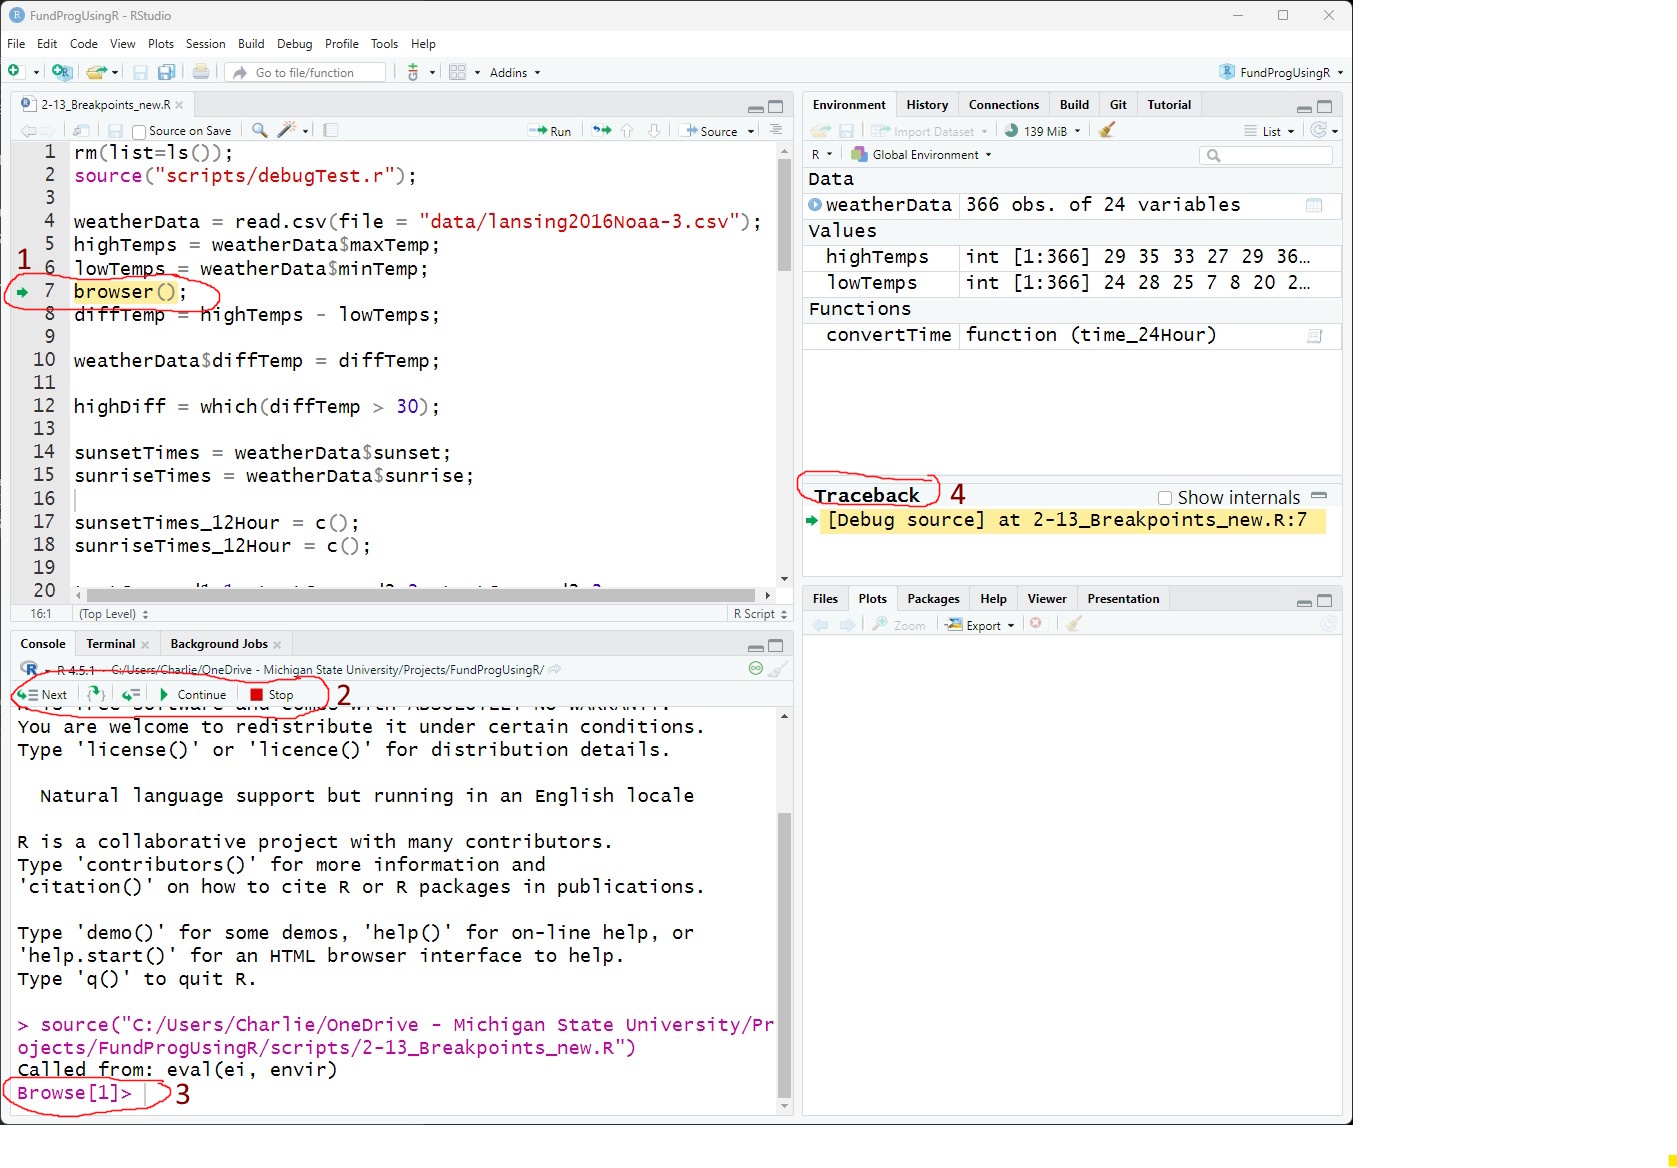 FundProgUsingR - RStudio
File Edit Code View Plots Session Build Debug Profile Tools Help
Go to file/function Addins FundProgUsingR
2-13_Breakpoints_new.R
Source on Save Run Source
1 rm(list=ls());
2 source("scripts/debugTest.r");
3
4 weatherData = read.csv(file = "data/lansing2016Noaa-3.csv");
5 highTemps = weatherData$maxTemp;
1
6 lowTemps = weatherData$minTemp;
7 browser();
8 diffTemp = highTemps - lowTemps;
9
10 weatherData$diffTemp = diffTemp;
11
12 highDiff = which(diffTemp > 30);
13
14 sunsetTimes = weatherData$sunset;
15 sunriseTimes = weatherData$sunrise;
16
17 sunsetTimes_12Hour = c();
18 sunriseTimes_12Hour = c();
19
20
16:1 (Top Level) R Script
Console Terminal Background Jobs
R 4.5.1 · C:/Users/Charlie/OneDrive - Michigan State University/Projects/FundProgUsingR/
Next Continue Stop 2
R is free software and comes with ABSOLUTELY NO WARRANTY.
You are welcome to redistribute it under certain conditions.
Type 'license()' or 'licence()' for distribution details.
Natural language support but running in an English locale
R is a collaborative project with many contributors.
Type 'contributors()' for more information and
'citation()' on how to cite R or R packages in publications.
Type 'demo()' for some demos, 'help()' for on-line help, or
'help.start()' for an HTML browser interface to help.
Type 'q()' to quit R.
> source("C:/Users/Charlie/OneDrive - Michigan State University/Pr
ojects/FundProgUsingR/scripts/2-13_Breakpoints_new.R")
Called from: eval(ei, envir)
Browse[1]> 3
Environment History Connections Build Git Tutorial
Import Dataset 139 MiB List
R Global Environment
Data
weatherData 366 obs. of 24 variables
Values
highTemps int [1:366] 29 35 33 27 29 36...
lowTemps int [1:366] 24 28 25 7 8 20 2...
Functions
convertTime function (time_24Hour)
Traceback 4 Show internals
[Debug source] at 2-13_Breakpoints_new.R:7
Files Plots Packages Help Viewer Presentation
Zoom Export